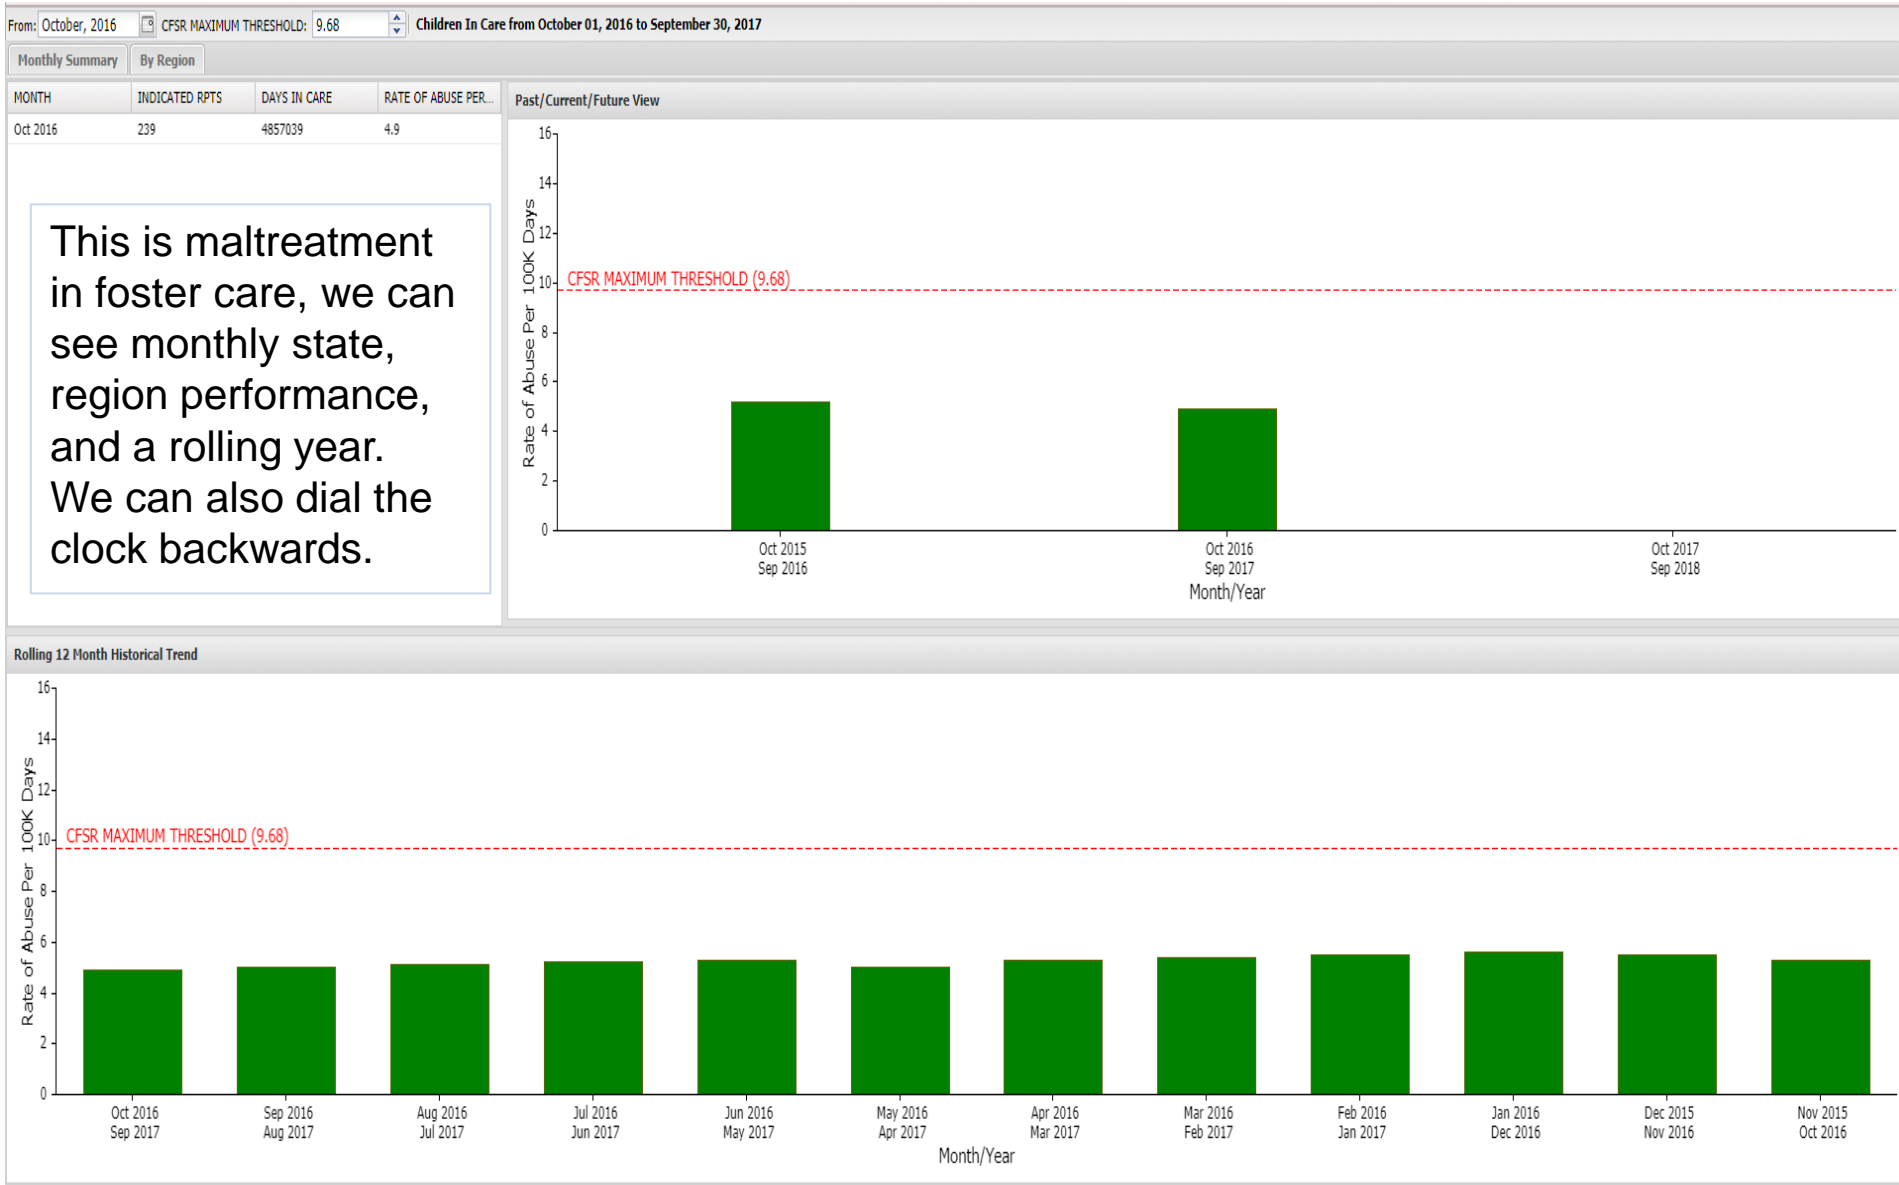 From: October, 2016 CFSR MAXIMUM THRESHOLD: 9.68 Children In Care from October 01, 2016 to September 30, 2017
Monthly Summary By Region
MONTH INDICATED RPTS DAYS IN CARE RATE OF ABUSE PER...
Oct 2016 239 4857039 4.9
This is maltreatment
in foster care, we can
see monthly state,
region performance,
and a rolling year.
We can also dial the
clock backwards.
Past/Current/Future View
Rate of Abuse Per 100K Days
16
14
12
10
8
6
4
2
0
CFSR MAXIMUM THRESHOLD (9.68)
Oct 2015 Oct 2016 Oct 2017
Sep 2016 Sep 2017 Sep 2018
Month/Year
Rolling 12 Month Historical Trend
Rate of Abuse Per 100K Days
16
14
12
10
8
6
4
2
0
CFSR MAXIMUM THRESHOLD (9.68)
Oct 2016 Sep 2016 Aug 2016 Jul 2016 Jun 2016 May 2016 Apr 2016 Mar 2016 Feb 2016 Jan 2016 Dec 2015 Nov 2015
Sep 2017 Aug 2017 Jul 2017 Jun 2017 May 2017 Apr 2017 Mar 2017 Feb 2017 Jan 2017 Dec 2016 Nov 2016 Oct 2016
Month/Year